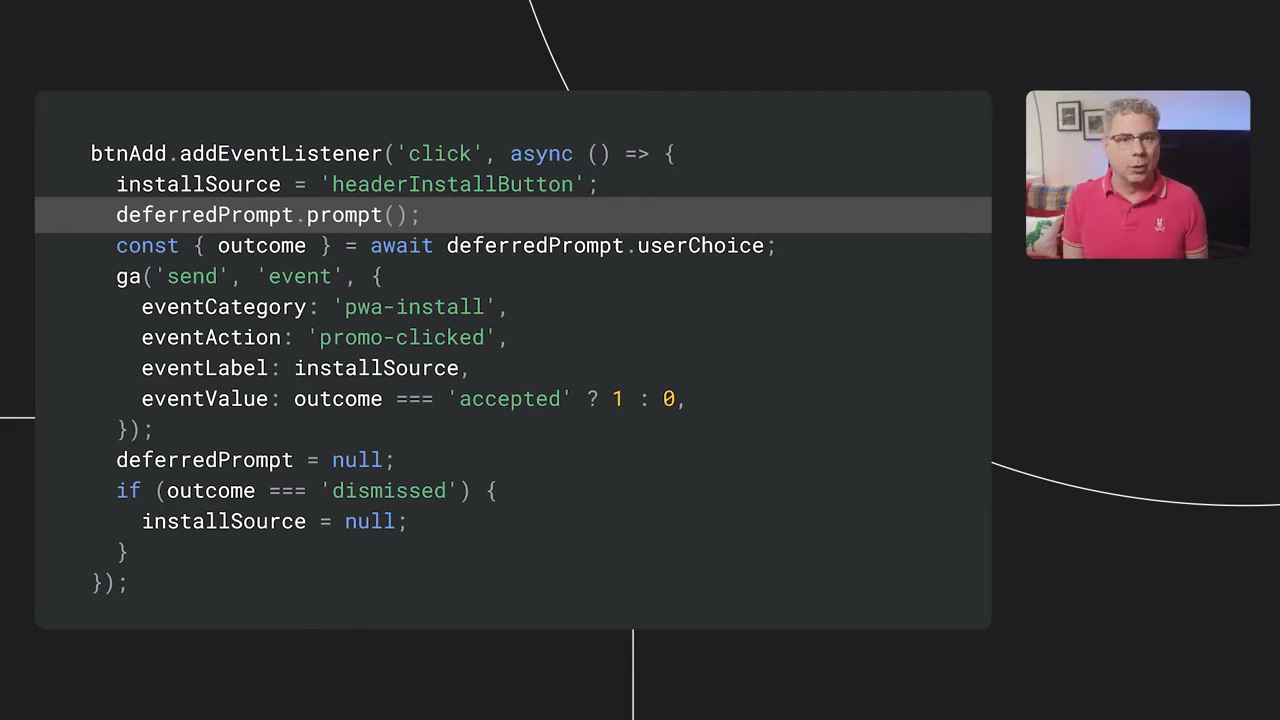 btnAdd.addEventListener('click', async () => {
installSource = 'headerInstallButton';
deferredPrompt.prompt();
const { outcome } = await deferredPrompt.userChoice;
ga('send', 'event', {
eventCategory: 'pwa-install',
eventAction: 'promo-clicked',
eventLabel: installSource,
eventValue: outcome === 'accepted' ? 1 : 0,
});
deferredPrompt = null;
if (outcome === 'dismissed') {
installSource = null;
}
});